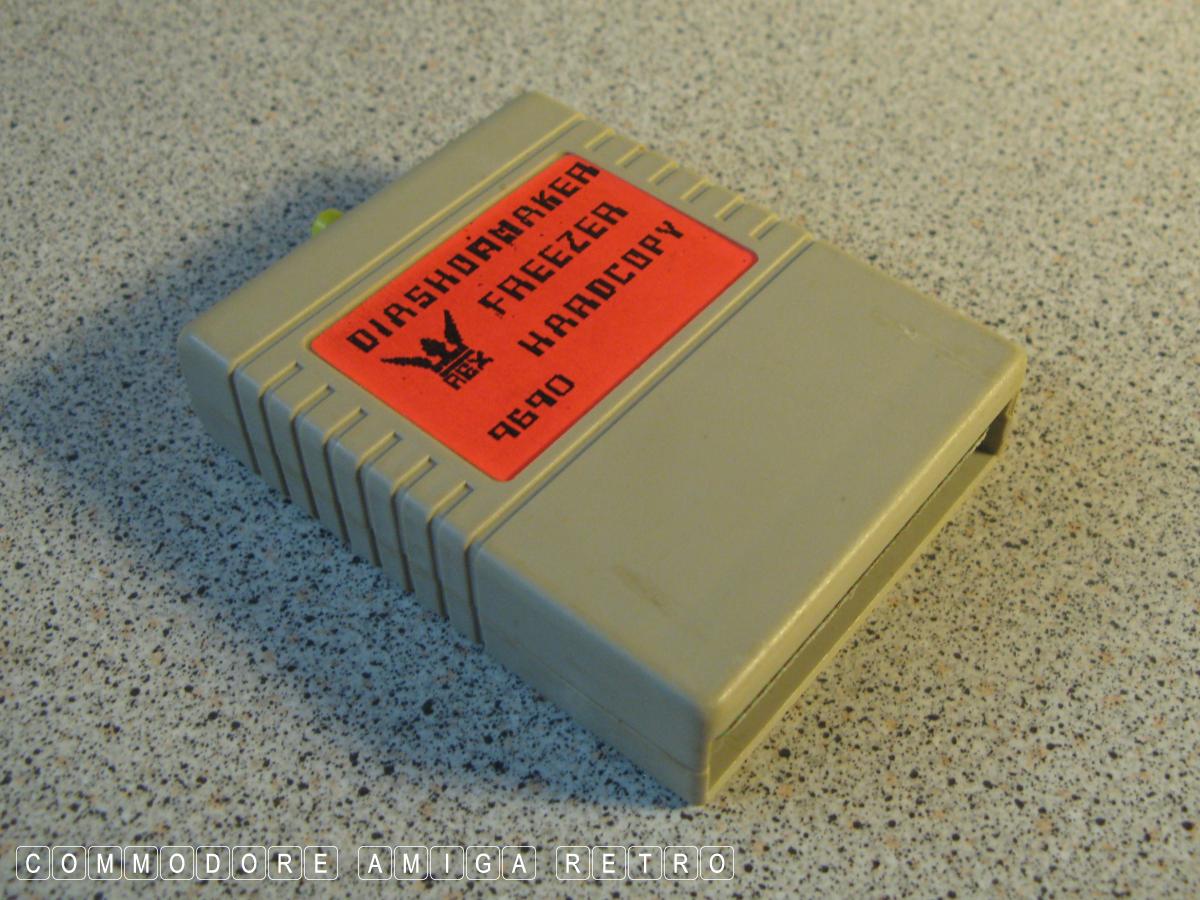 DIASHOWMAKER
FREEZER
HARDCOPY
REX
9690
COMMODORE AMIGA RETRO